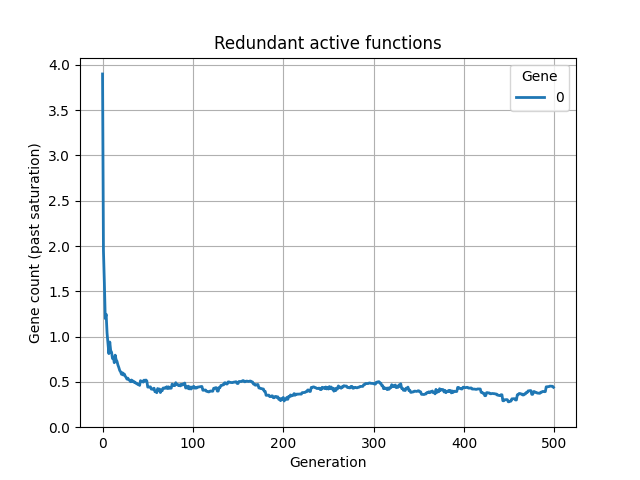 Redundant active functions
Gene
0
4.0
3.5
3.0
2.5
2.0
1.5
1.0
0.5
0.0
Gene count (past saturation)
0 100 200 300 400 500
Generation